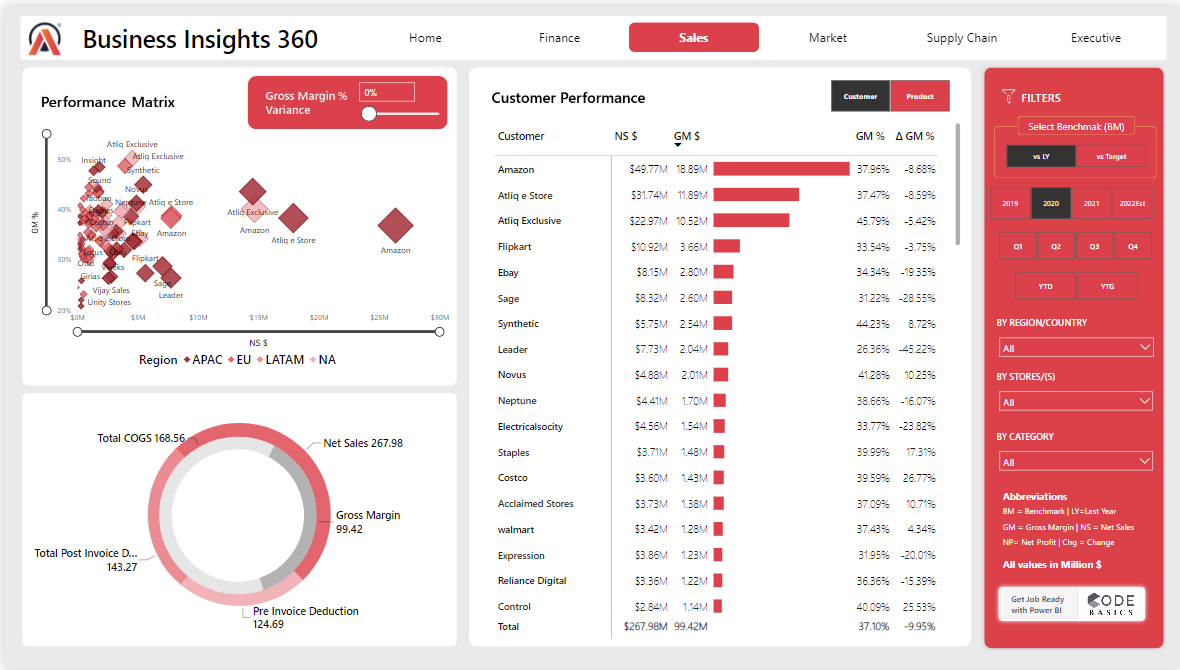 Business Insights 360
Home
Finance
Sales
Market
Supply Chain
Executive
Performance Matrix
Gross Margin %
Variance
0%
Atliq Exclusive
Insight
Atliq Exclusive
Synthetic
Sound
Novus
Neptune
Atliq e Store
Costco
Flipkart
Ebay
Amazon
Atliq Exclusive
Amazon
Atliq e Store
Amazon
Flipkart
Lotus
Otto
Girias
Sage
Leader
Vijay Sales
Unity Stores
GM %
50%
40%
30%
20%
$0M
$5M
$10M
$15M
$20M
$25M
$30M
NS $
Region APAC EU LATAM NA
Total COGS 168.56
Net Sales 267.98
Gross Margin
99.42
Total Post Invoice D...
143.27
Pre Invoice Deduction
124.69
Customer Performance
Customer
Product
Customer NS $ GM $ GM % Δ GM %
Amazon $49.77M 18.89M 37.96% -8.68%
Atliq e Store $31.74M 11.89M 37.47% -8.59%
Atliq Exclusive $22.97M 10.52M 45.79% -5.42%
Flipkart $10.92M 3.66M 33.54% -3.75%
Ebay $8.15M 2.80M 34.34% -19.35%
Sage $8.32M 2.60M 31.22% -28.55%
Synthetic $5.75M 2.54M 44.23% 8.72%
Leader $7.73M 2.04M 26.36% -45.22%
Novus $4.88M 2.01M 41.28% 10.25%
Neptune $4.41M 1.70M 38.66% -16.07%
Electricalsocity $4.56M 1.54M 33.77% -23.82%
Staples $3.71M 1.48M 39.99% 17.31%
Costco $3.60M 1.43M 39.59% 26.77%
Acclaimed Stores $3.73M 1.38M 37.09% 10.71%
walmart $3.42M 1.28M 37.43% 4.34%
Expression $3.86M 1.23M 31.95% -20.01%
Reliance Digital $3.36M 1.22M 36.36% -15.39%
Control $2.84M 1.14M 40.09% 25.53%
Total $267.98M 99.42M 37.10% -9.95%
FILTERS
Select Benchmak (BM)
vs LY
vs Target
2019
2020
2021
2022Est
Q1
Q2
Q3
Q4
YTD
YTG
BY REGION/COUNTRY
All
BY STORES/(S)
All
BY CATEGORY
All
Abbreviations
BM = Benchmark | LY=Last Year
GM = Gross Margin | NS = Net Sales
NP= Net Profit | Chg = Change
All values in Million $
Get Job Ready
with Power BI
CODE
BASICS